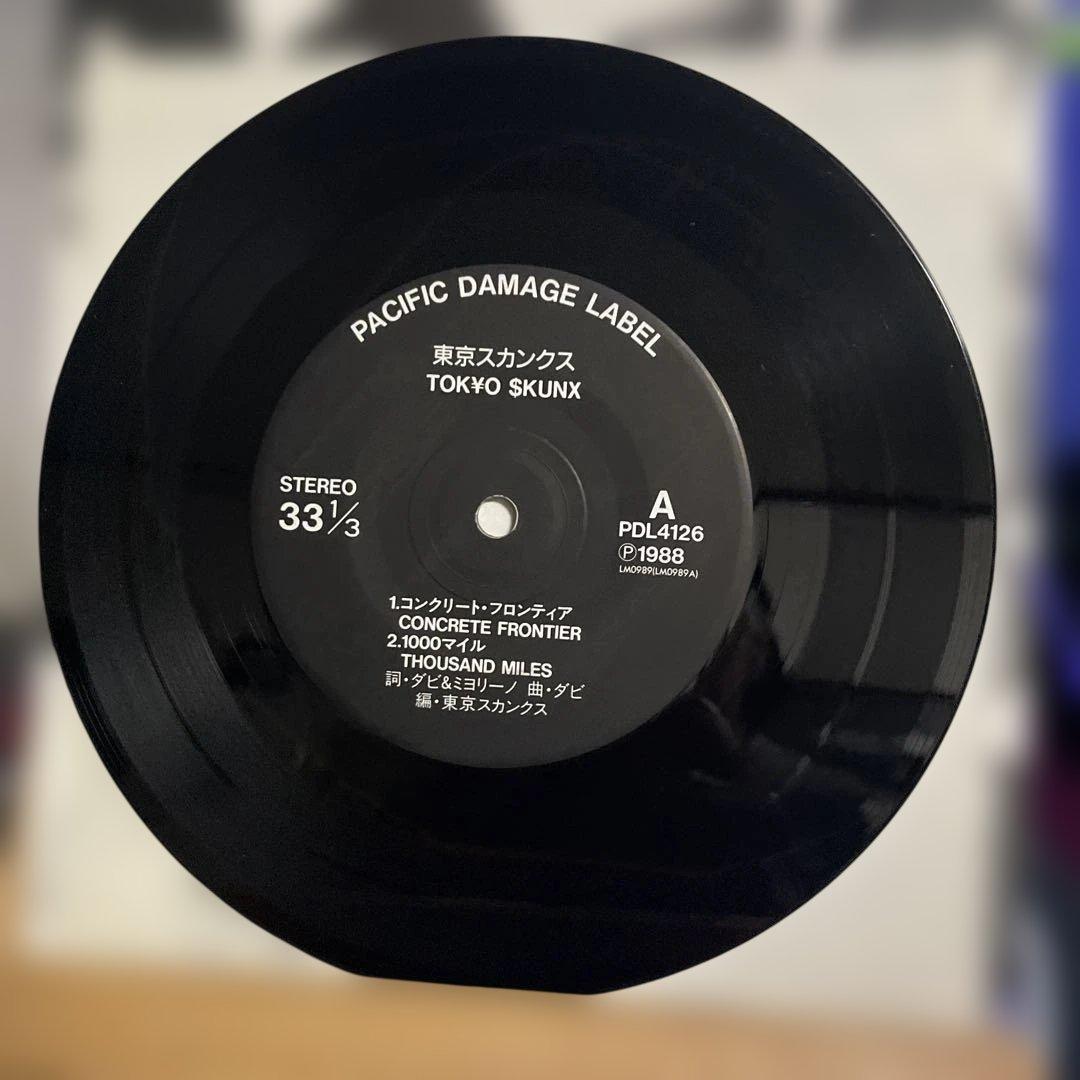 PACIFIC DAMAGE LABEL
東京スカンクス
TOK¥O $KUNX
STEREO
33 1/3
A
PDL4126
Ⓟ1988
LM0989(LM0989A)
1.コンクリート・フロンティア
CONCRETE FRONTIER
2.1000マイル
THOUSAND MILES
詞・ダビ&ミヨリーノ 曲・ダビ
編・東京スカンクス